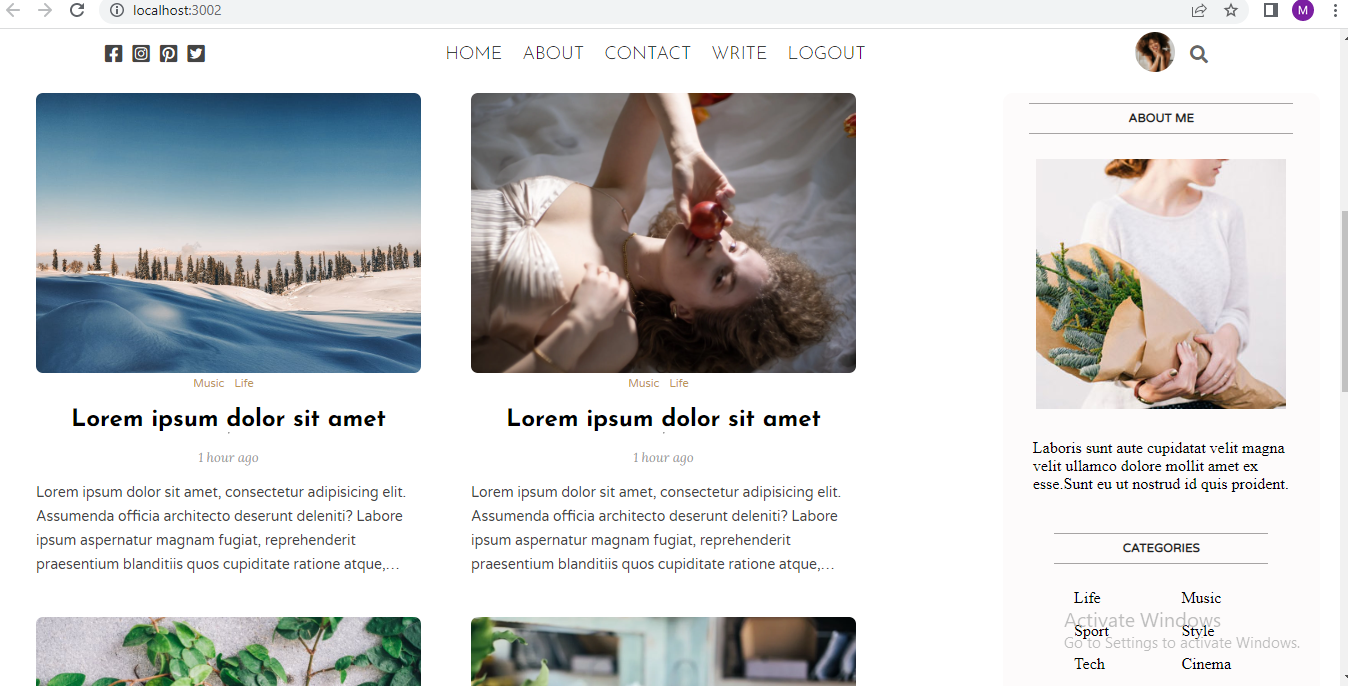 localhost:3002
M
HOME ABOUT CONTACT WRITE LOGOUT
Music Life
Lorem ipsum dolor sit amet
1 hour ago
Lorem ipsum dolor sit amet, consectetur adipisicing elit.
Assumenda officia architecto deserunt deleniti? Labore
ipsum aspernatur magnam fugiat, reprehenderit
praesentium blanditiis quos cupiditate ratione atque,…
Music Life
Lorem ipsum dolor sit amet
1 hour ago
Lorem ipsum dolor sit amet, consectetur adipisicing elit.
Assumenda officia architecto deserunt deleniti? Labore
ipsum aspernatur magnam fugiat, reprehenderit
praesentium blanditiis quos cupiditate ratione atque,…
ABOUT ME
Laboris sunt aute cupidatat velit magna
velit ullamco dolore mollit amet ex
esse.Sunt eu ut nostrud id quis proident.
CATEGORIES
Life Music
Sport Style
Tech Cinema
Activate Windows
Go to Settings to activate Windows.